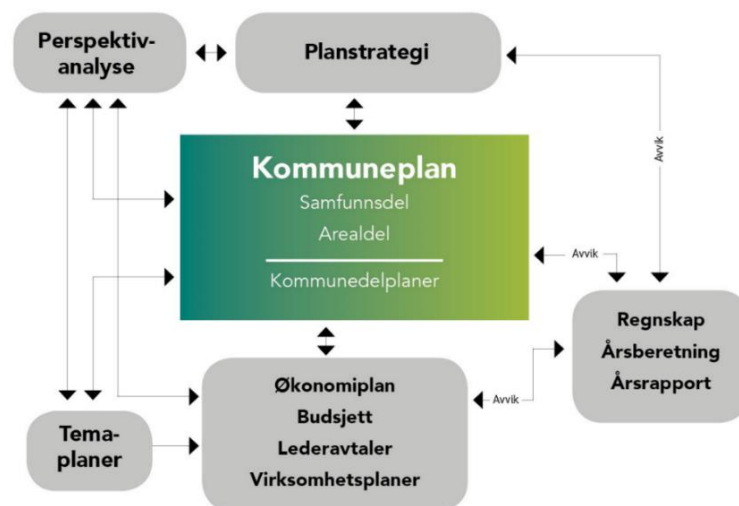 Perspektiv-
analyse
Planstrategi
Avvik
Kommuneplan
Samfunnsdel
Arealdel
Kommunedelplaner
Avvik
Regnskap
Årsberetning
Årsrapport
Økonomiplan
Budsjett
Lederavtaler
Virksomhetsplaner
Avvik
Tema-
planer